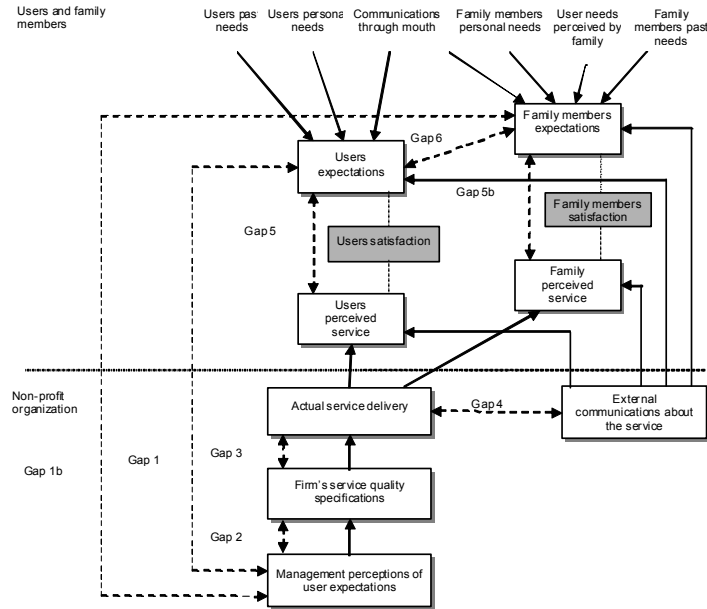 Users and family
members
Users past
needs
Users persona
needs
Communications
through mouth
Family members
personal needs
User needs
perceived by
family
Family
members past
needs
Family members
expectations
Gap 6
Users
expectations
Gap 5b
Family members
satisfaction
Gap 5
Users satisfaction
Family
perceived
service
Users
perceived
service
Non-profit
organization
Actual service delivery
Gap 4
External
communications about
the service
Gap 1b
Gap 1
Gap 3
Firm's service quality
specifications
Gap 2
Management perceptions of
user expectations